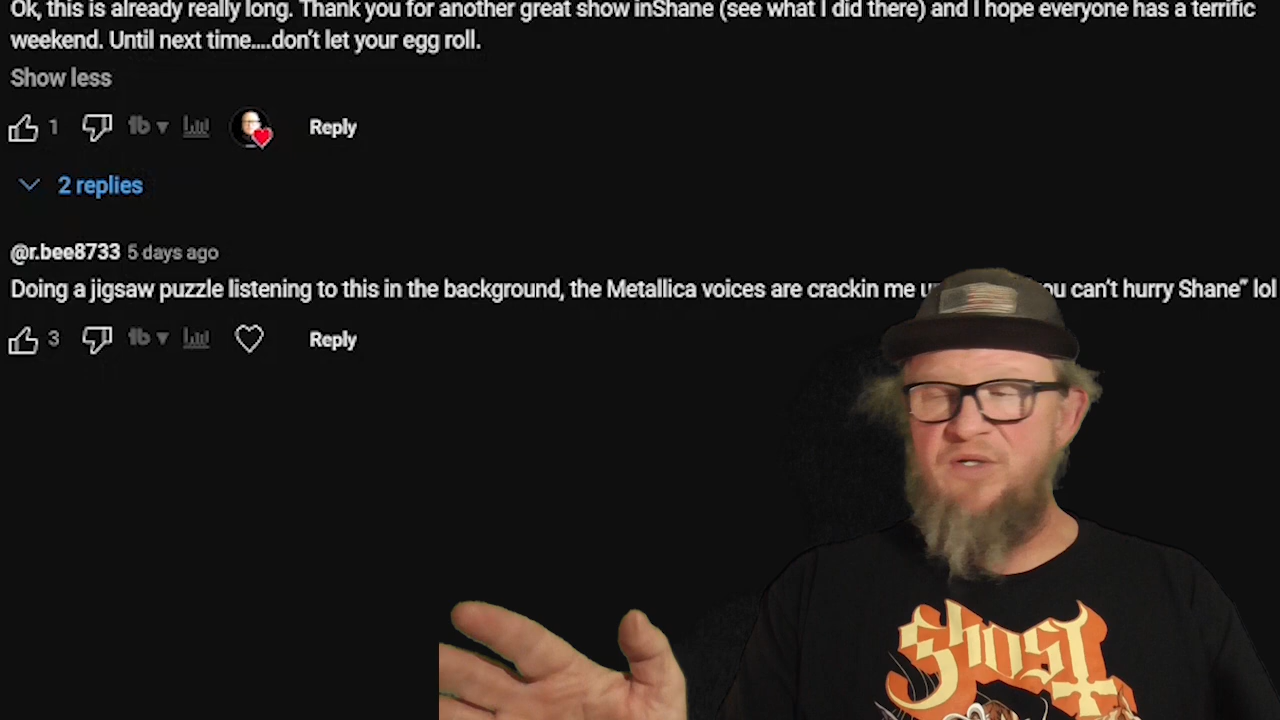 Ok, this is already really long. Thank you for another great show inShane (see what I did there) and I hope everyone has a terrific
weekend. Until next time....don't let your egg roll.
Show less
1
Reply
2 replies
@r.bee8733 5 days ago
Doing a jigsaw puzzle listening to this in the background, the Metallica voices are crackin me can't hurry Shane” lol
3
Reply
Ghost